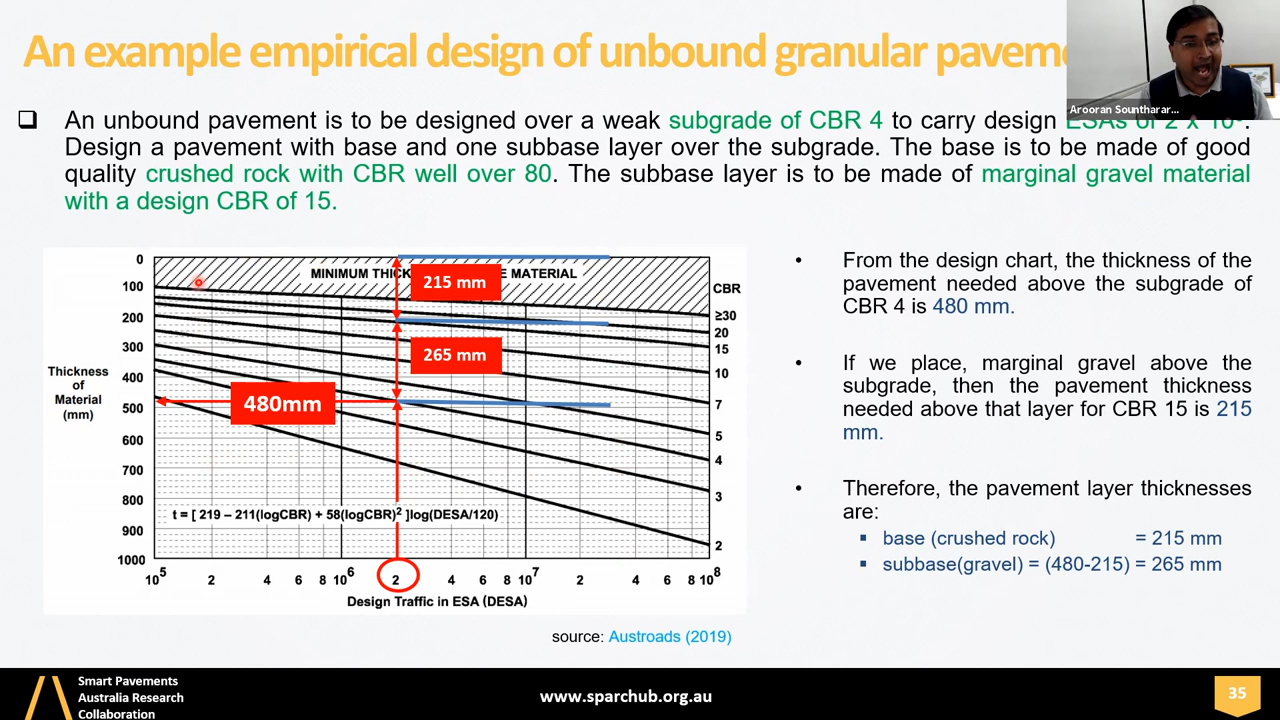 An example empirical design of unbound granular
Arooran Sounтharar...
An unbound pavement is to be designed over a weak subgrade of CBR 4 to carry design ESAs of 2 x
Design a pavement with base and one subbase layer over the subgrade. The base is to be made of good
quality crushed rock with CBR well over 80. The subbase layer is to be made of marginal gravel material
with a design CBR of 15.
MINIMUM MATERIAL
215 mm
265 mm
480mm
CBR
≥30
20
15
10
7
5
4
3
2
0
100
200
300
400
500
600
700
800
900
1000
Thickness
of
Material
(mm)
t = [ 219 – 211(logCBR) + 58(logCBR)² ]log(DESA/120)
10⁵ 2 4 6 8 10⁶ 2 4 6 8 10⁷ 2 4 6 8 10⁸
Design Traffic in ESA (DESA)
source: Austroads (2019)
• From the design chart, the thickness of the
pavement needed above the subgrade of
CBR 4 is 480 mm.
• If we place, marginal gravel above the
subgrade, then the pavement thickness
needed above that layer for CBR 15 is 215
mm.
• Therefore, the pavement layer thicknesses
are:
base (crushed rock) = 215 mm
subbase(gravel) = (480-215) = 265 mm
Smart Pavements
Australia Research
Collaboration
www.sparchub.org.au
35